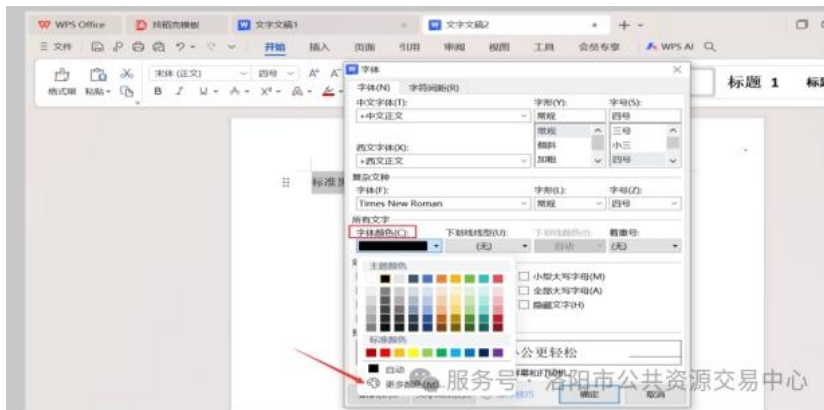 WPS Office 找稻壳模板 文字文稿1 文字文稿2
文件 开始 插入 页面 引用 审阅 视图 工具 会员专享 WPS AI
格式刷 粘贴 宋体 (正文) 四号 标题 1
字体
字体(N) 字符间距(R)
中文字体(T): 字形(Y): 字号(S):
+中文正文 常规 四号
常规 三号
倾斜 小三
西文字体(X):
+西文正文 加粗 四号
复杂文种
字体(F): 字形(L): 字号(Z):
Times New Roman 常规 四号
所有文字
字体颜色(C): 下划线线型(U): 下划线颜色(I): 着重号:
(无) 自动 (无)
主题颜色
小型大写字母(M)
全部大写字母(A)
隐藏文字(H)
标准颜色
公更轻松
自动
更多颜色(M)...
确定 取消
服务号 · 洛阳市公共资源交易中心